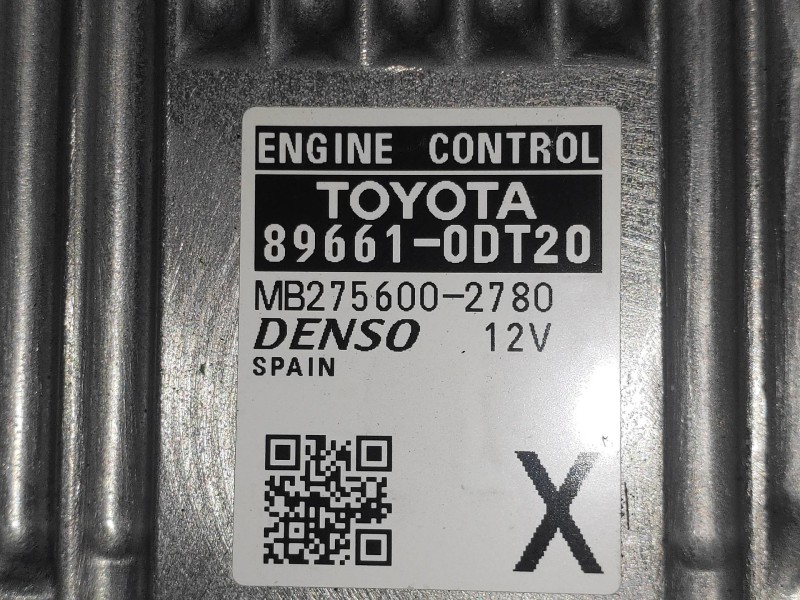 ENGINE CONTROL
TOYOTA
89661-0DT20
MB275600-2780
DENSO 12V
SPAIN
X